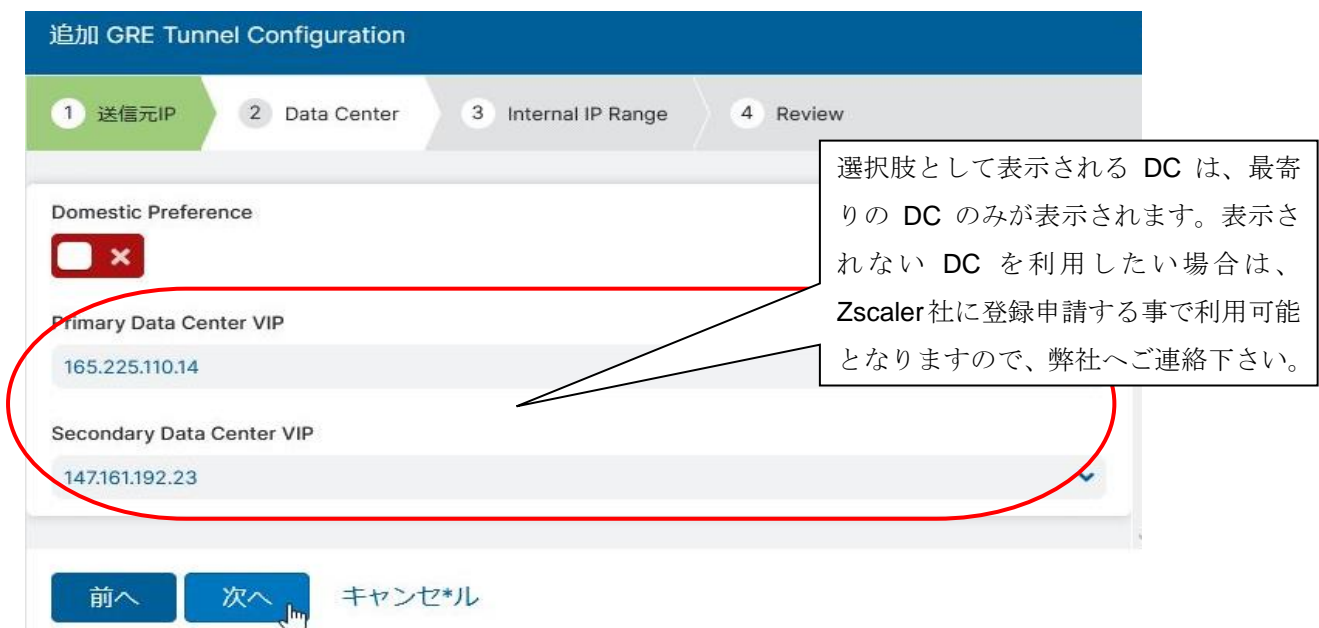 追加 GRE Tunnel Configuration
1 送信元IP 2 Data Center 3 Internal IP Range 4 Review
選択肢として表示される DC は、最寄
りの DC のみが表示されます。表示さ
れない DC を利用したい場合は、
Zscaler社に登録申請する事で利用可能
となりますので、弊社へご連絡下さい。
Domestic Preference
Primary Data Center VIP
165.225.110.14
Secondary Data Center VIP
147.161.192.23
前へ 次へ キャンセ*ル